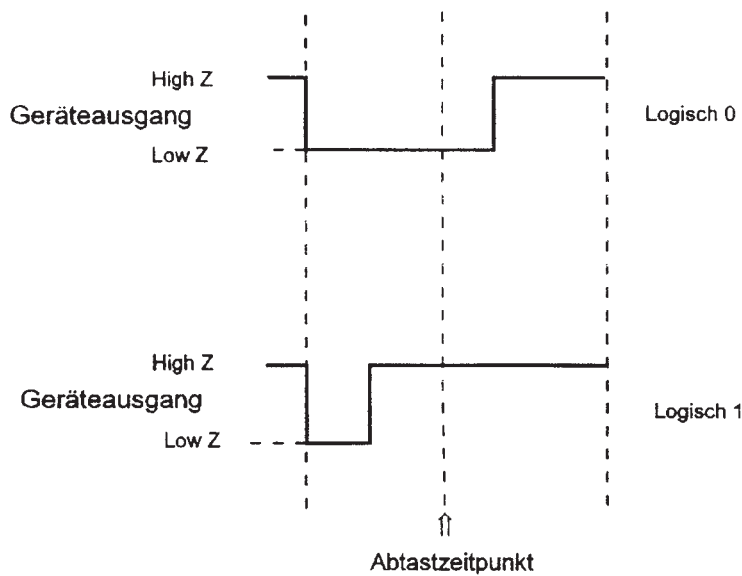 High Z
Geräteausgang
Logisch 0
Low Z
High Z
Geräteausgang
Logisch 1
Low Z
Abtastzeitpunkt